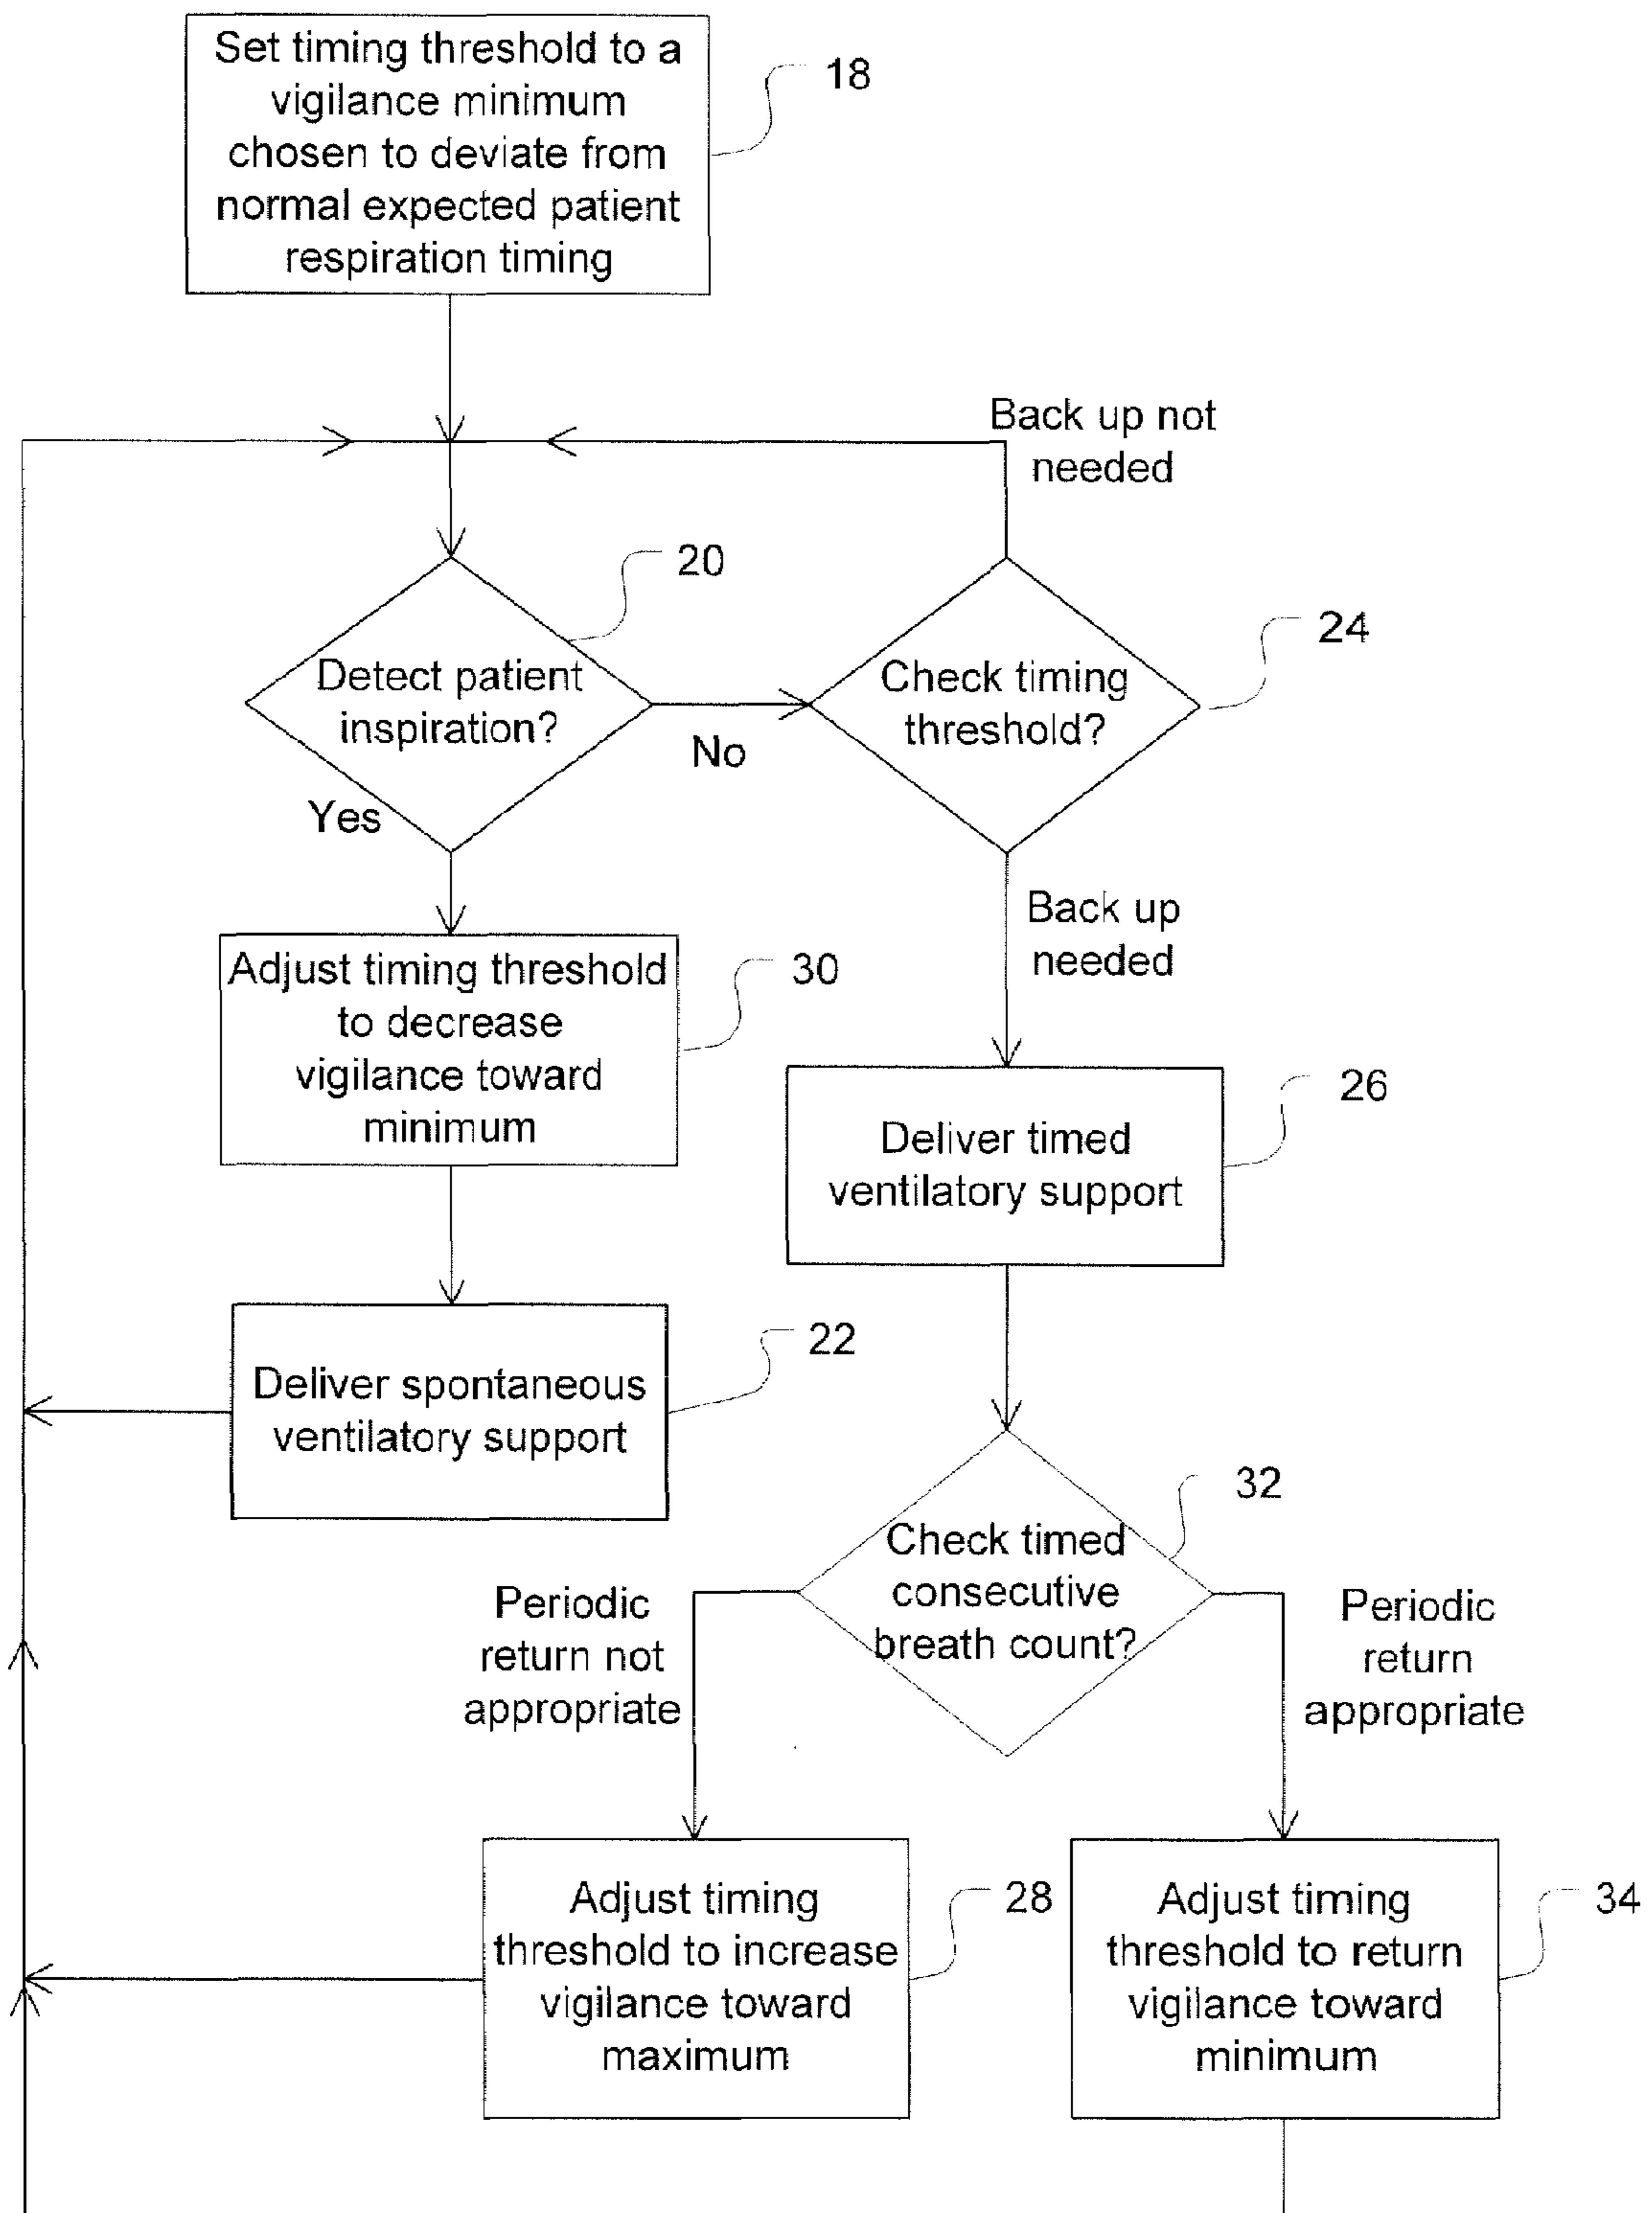 Set timing threshold to a
vigilance minimum
chosen to deviate from
normal expected patient
respiration timing
18
Back up not
needed
20
Detect patient
inspiration?
No
Yes
24
Check timing
threshold?
Back up
needed
Adjust timing threshold
to decrease
vigilance toward
minimum
30
26
Deliver timed
ventilatory support
22
Deliver spontaneous
ventilatory support
32
Check timed
consecutive
breath count?
Periodic
return not
appropriate
Periodic
return
appropriate
Adjust timing
threshold to increase
vigilance toward
maximum
28
Adjust timing
threshold to return
vigilance toward
minimum
34